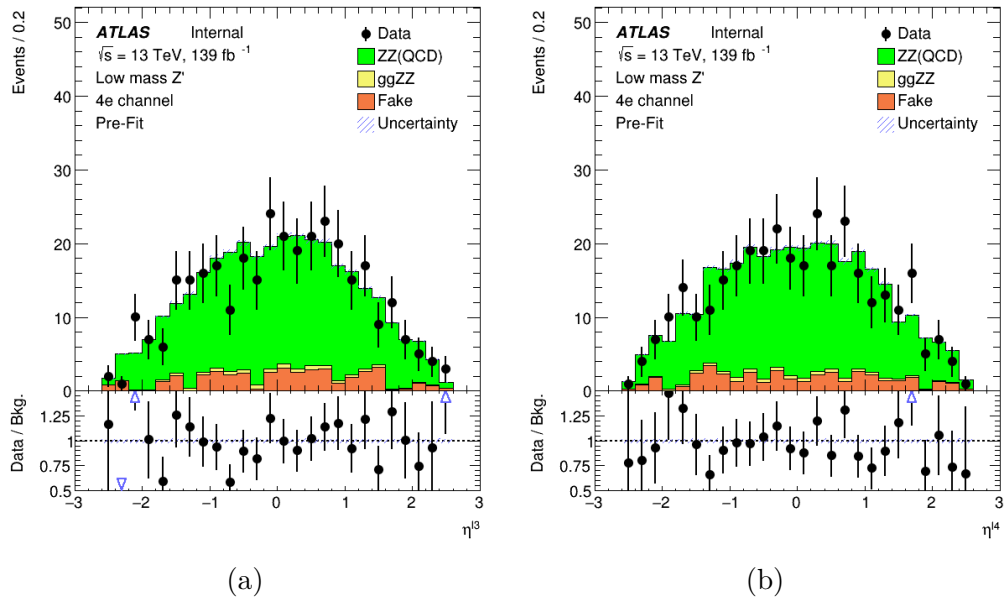 Events / 0.2
50
40
30
20
10
0
ATLAS Internal
√s = 13 TeV, 139 fb -1
Low mass Z'
4e channel
Pre-Fit
Data
ZZ(QCD)
ggZZ
Fake
Uncertainty
Data / Bkg.
1.25
1
0.75
0.5
−3 −2 −1 0 1 2 3
η^l3
(a)
Events / 0.2
50
40
30
20
10
0
ATLAS Internal
√s = 13 TeV, 139 fb -1
Low mass Z'
4e channel
Pre-Fit
Data
ZZ(QCD)
ggZZ
Fake
Uncertainty
Data / Bkg.
1.25
1
0.75
0.5
−3 −2 −1 0 1 2 3
η^l4
(b)